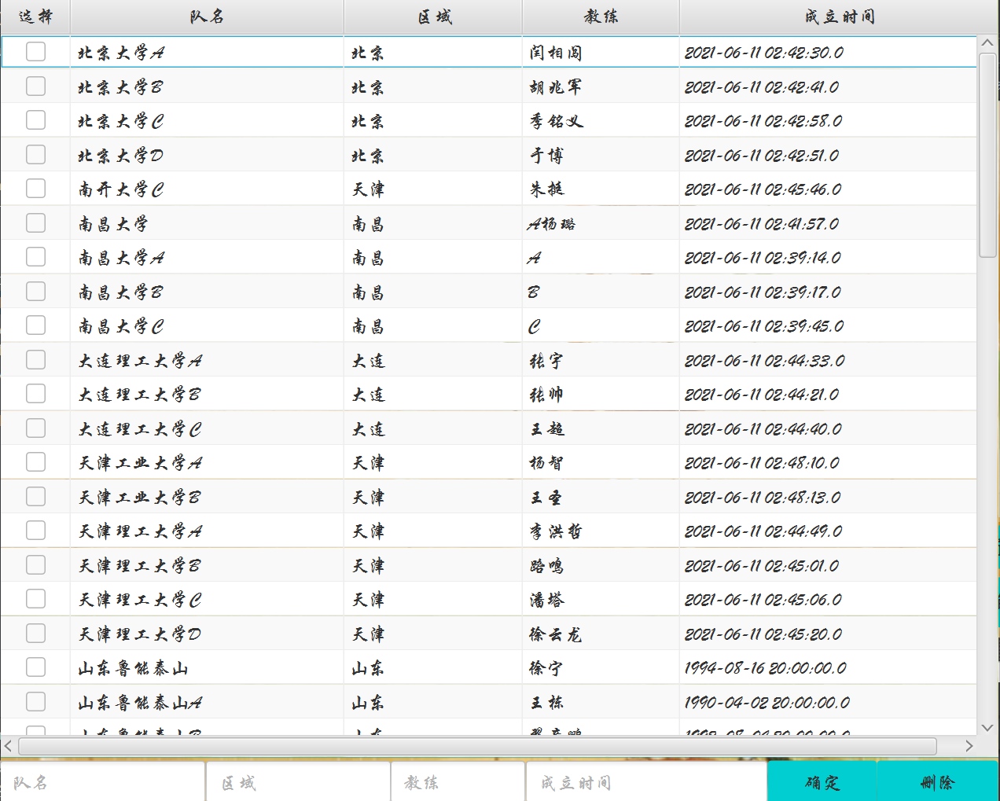 选择 队名 区域 教练 成立时间
北京大学A 北京 闰相闯 2021-06-11 02:42:30.0
北京大学B 北京 胡兆军 2021-06-11 02:42:41.0
北京大学C 北京 季铭义 2021-06-11 02:42:58.0
北京大学D 北京 于博 2021-06-11 02:42:51.0
南开大学C 天津 朱挺 2021-06-11 02:45:46.0
南昌大学 南昌 A杨璐 2021-06-11 02:41:57.0
南昌大学A 南昌 A 2021-06-11 02:39:14.0
南昌大学B 南昌 B 2021-06-11 02:39:17.0
南昌大学C 南昌 C 2021-06-11 02:39:45.0
大连理工大学A 大连 张宇 2021-06-11 02:44:33.0
大连理工大学B 大连 张帅 2021-06-11 02:44:21.0
大连理工大学C 大连 王超 2021-06-11 02:44:40.0
天津工业大学A 天津 杨智 2021-06-11 02:48:10.0
天津工业大学B 天津 王圣 2021-06-11 02:48:13.0
天津理工大学A 天津 李洪哲 2021-06-11 02:44:49.0
天津理工大学B 天津 路鸣 2021-06-11 02:45:01.0
天津理工大学C 天津 潘塔 2021-06-11 02:45:06.0
天津理工大学D 天津 徐云龙 2021-06-11 02:45:20.0
山东鲁能泰山 山东 徐宁 1994-08-16 20:00:00.0
山东鲁能泰山A 山东 王栋 1990-04-02 20:00:00.0
山东鲁能泰山B 山东
队名 区域 教练 成立时间 确定 删除